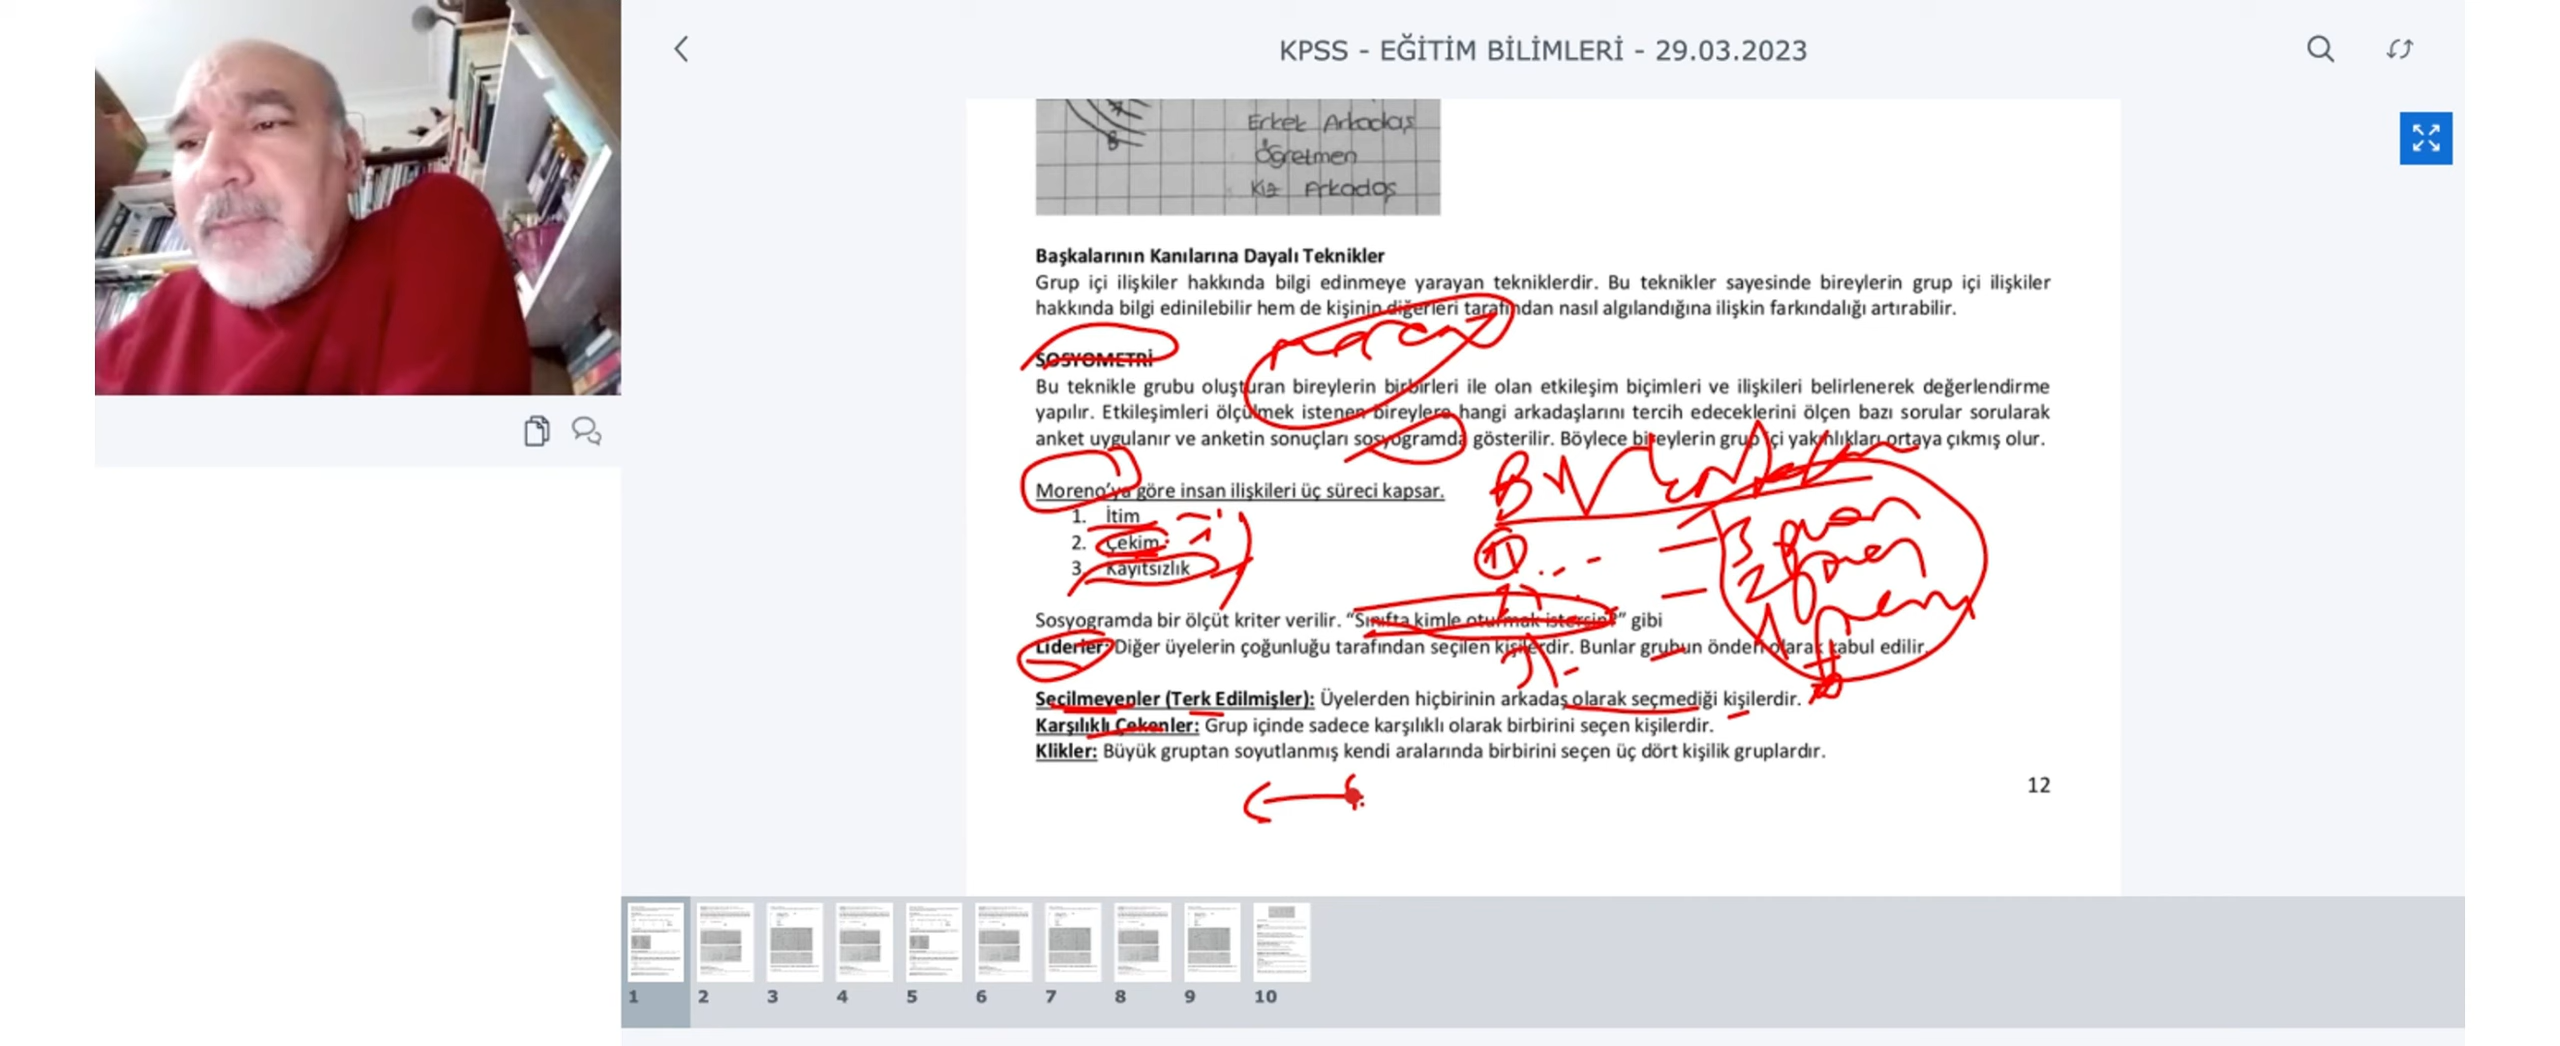 KPSS - EĞİTİM BİLİMLERİ - 29.03.2023
Erkek Arkadaş
Öğretmen
Kız Arkadaş
Başkalarının Kanılarına Dayalı Teknikler
Grup içi ilişkiler hakkında bilgi edinmeye yarayan tekniklerdir. Bu teknikler sayesinde bireylerin grup içi ilişkiler
hakkında bilgi edinilebilir hem de kişinin diğerleri tarafından nasıl algılandığına ilişkin farkındalığı artırabilir.
SOSYOMETRİ
Bu teknikle grubu oluşturan bireylerin birbirleri ile olan etkileşim biçimleri ve ilişkileri belirlenerek değerlendirme
yapılır. Etkileşimleri ölçülmek istenen bireylere hangi arkadaşlarını tercih edeceklerini ölçen bazı sorular sorularak
anket uygulanır ve anketin sonuçları sosyogramda gösterilir. Böylece bireylerin grup içi yakınlıkları ortaya çıkmış olur.
Moreno'ya göre insan ilişkileri üç süreci kapsar.
1. İtim
2. Çekim
3. Kayıtsızlık
3 puan
2 puan
1 puan
Sosyogramda bir ölçüt kriter verilir. “Sınıfta kimle oturmak istersin?” gibi
Liderler: Diğer üyelerin çoğunluğu tarafından seçilen kişilerdir. Bunlar grubun önderi olarak kabul edilir.
Seçilmeyenler (Terk Edilmişler): Üyelerden hiçbirinin arkadaş olarak seçmediği kişilerdir.
Karşılıklı Çekenler: Grup içinde sadece karşılıklı olarak birbirini seçen kişilerdir.
Klikler: Büyük gruptan soyutlanmış kendi aralarında birbirini seçen üç dört kişilik gruplardır.
12
1 2 3 4 5 6 7 8 9 10